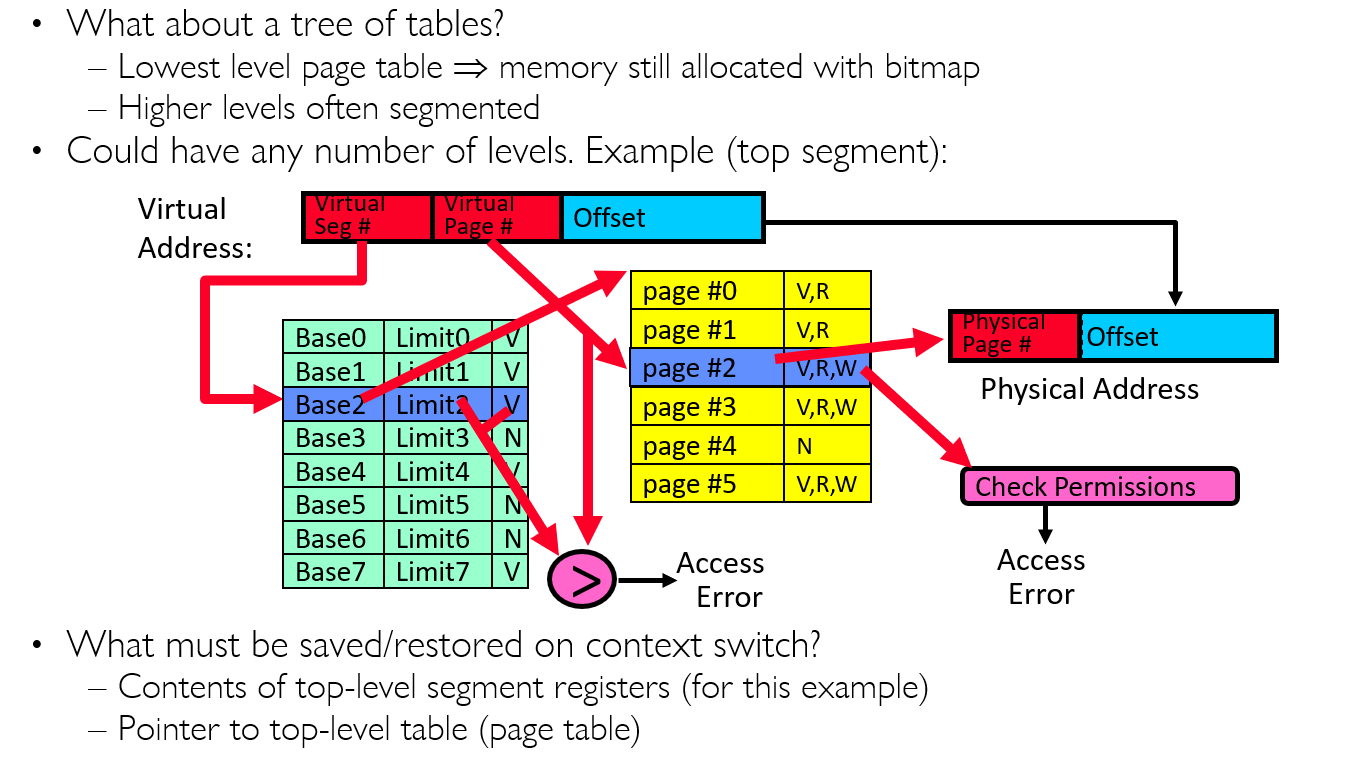 • What about a tree of tables?
– Lowest level page table ⇒ memory still allocated with bitmap
– Higher levels often segmented
• Could have any number of levels. Example (top segment):
Virtual Address:
Virtual Seg #
Virtual Page #
Offset
Base0 Limit0 V
Base1 Limit1 V
Base2 Limit2 V
Base3 Limit3 N
Base4 Limit4 V
Base5 Limit5 N
Base6 Limit6 N
Base7 Limit7 V
page #0 V,R
page #1 V,R
page #2 V,R,W
page #3 V,R,W
page #4 N
page #5 V,R,W
Physical Page #
Offset
Physical Address
Check Permissions
Access Error
>
Access Error
• What must be saved/restored on context switch?
– Contents of top-level segment registers (for this example)
– Pointer to top-level table (page table)